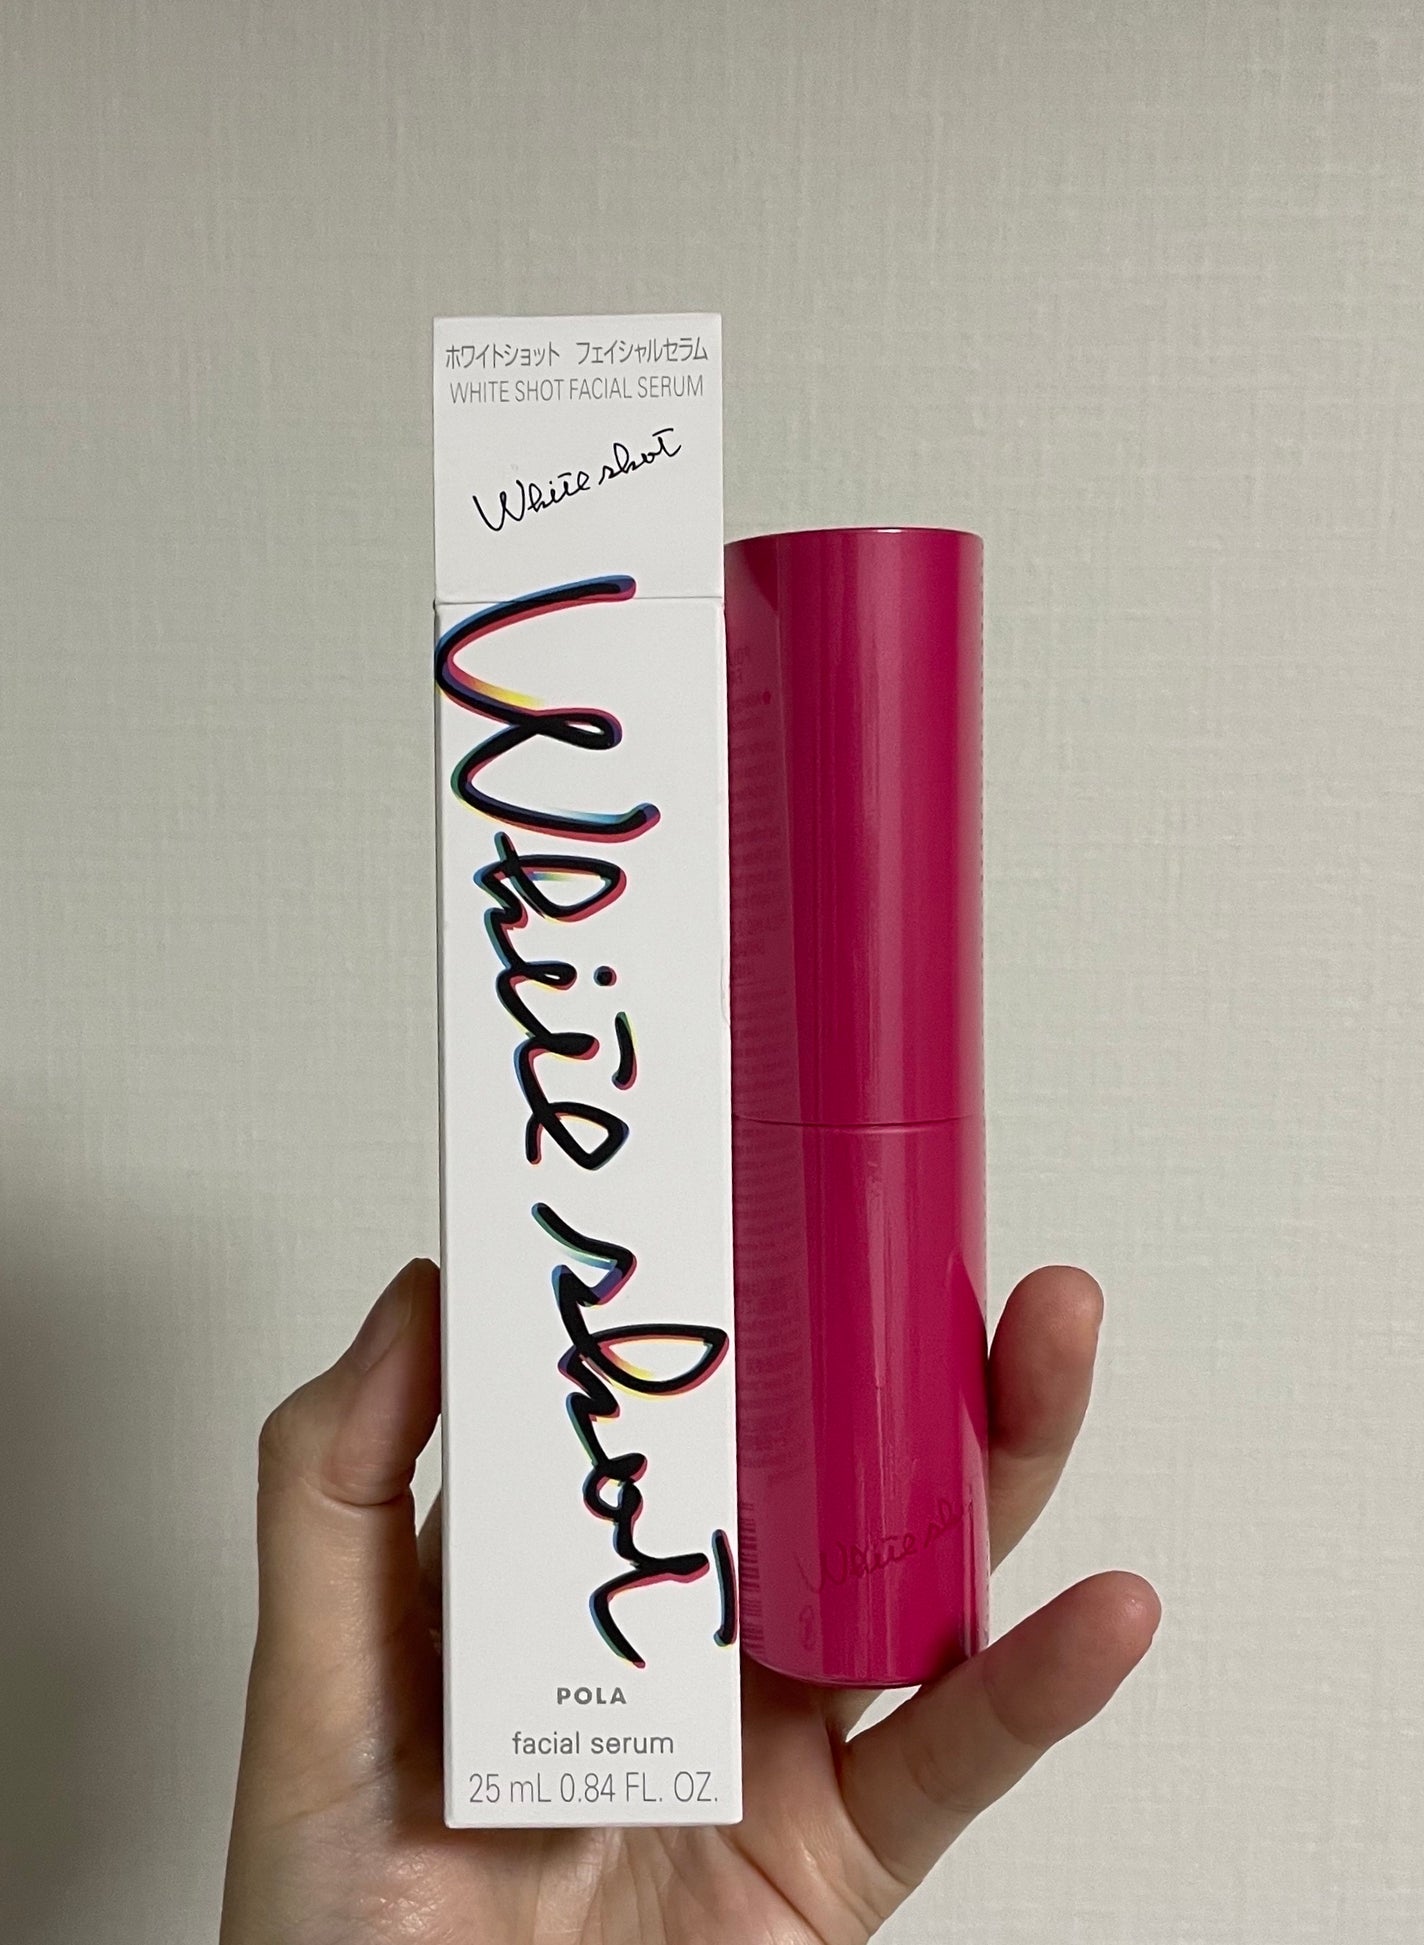 ホワイトショット フェイシャルセラム
WHITE SHOT FACIAL SERUM
White shot
White shot
POLA
facial serum
25 mL 0.84 FL. OZ.
White sho